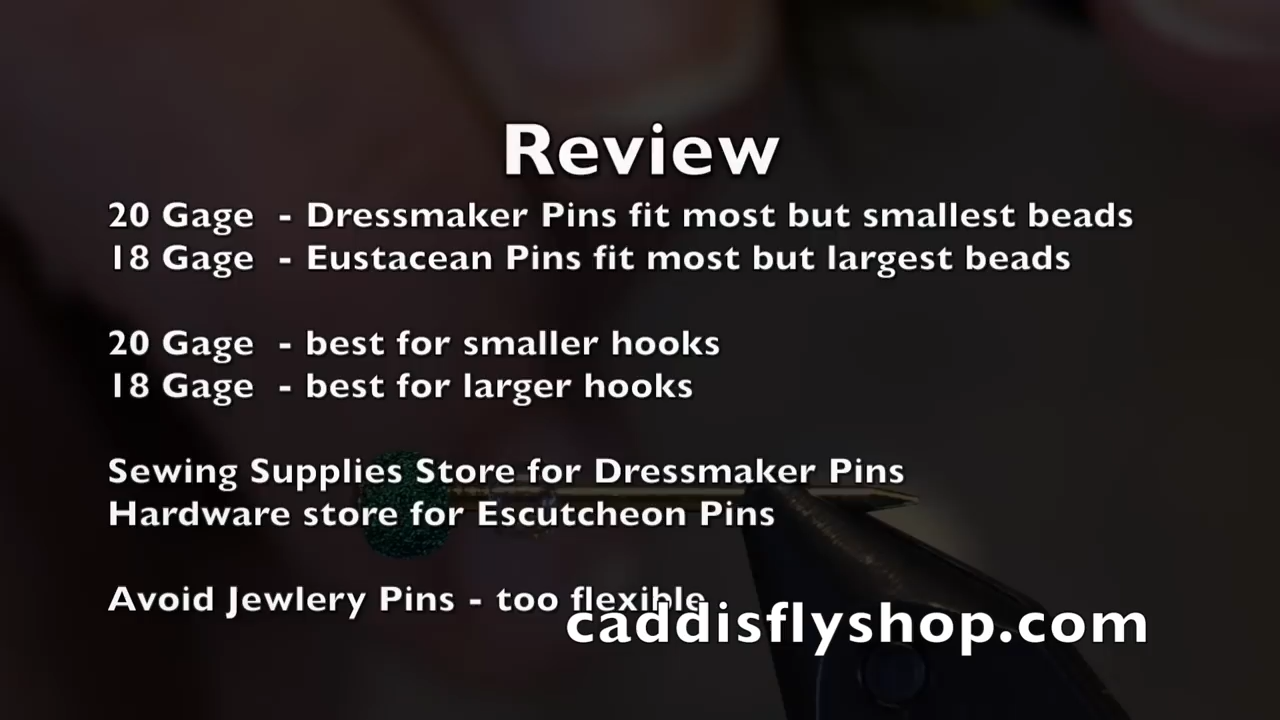 Review
20 Gage - Dressmaker Pins fit most but smallest beads
18 Gage - Eustacean Pins fit most but largest beads
20 Gage - best for smaller hooks
18 Gage - best for larger hooks
Sewing Supplies Store for Dressmaker Pins
Hardware store for Escutcheon Pins
Avoid Jewlery Pins - too flexible
caddisflyshop.com